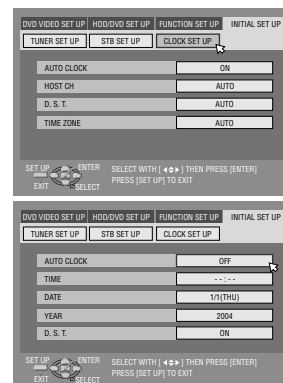 DVD VIDEO SET UP HDD/DVD SET UP FUNCTION SET UP INITIAL SET UP
TUNER SET UP STB SET UP CLOCK SET UP
AUTO CLOCK ON
HOST CH AUTO
D. S. T. AUTO
TIME ZONE AUTO
SET UP ENTER SELECT WITH [ ] THEN PRESS [ENTER]
EXIT SELECT PRESS [SET UP] TO EXIT
DVD VIDEO SET UP HDD/DVD SET UP FUNCTION SET UP INITIAL SET UP
TUNER SET UP STB SET UP CLOCK SET UP
AUTO CLOCK OFF
TIME - - : - -
DATE 1/1(THU)
YEAR 2004
D. S. T. ON
SET UP ENTER SELECT WITH [ ] THEN PRESS [ENTER]
EXIT SELECT PRESS [SET UP] TO EXIT